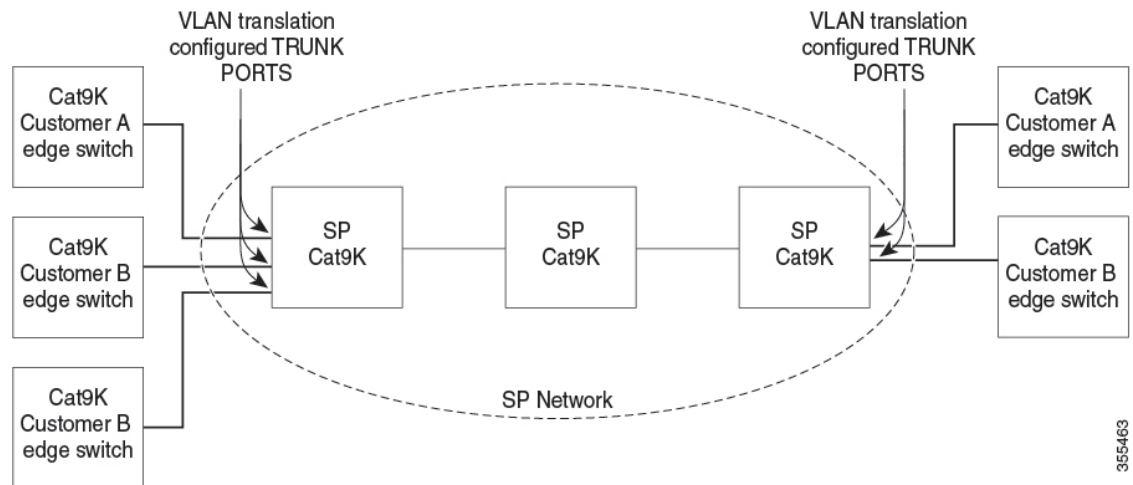 VLAN translation
configured TRUNK
PORTS
VLAN translation
configured TRUNK
PORTS
Cat9K
Customer A
edge switch
Cat9K
Customer B
edge switch
Cat9K
Customer B
edge switch
SP
Cat9K
SP
Cat9K
SP
Cat9K
Cat9K
Customer A
edge switch
Cat9K
Customer B
edge switch
SP Network
355463